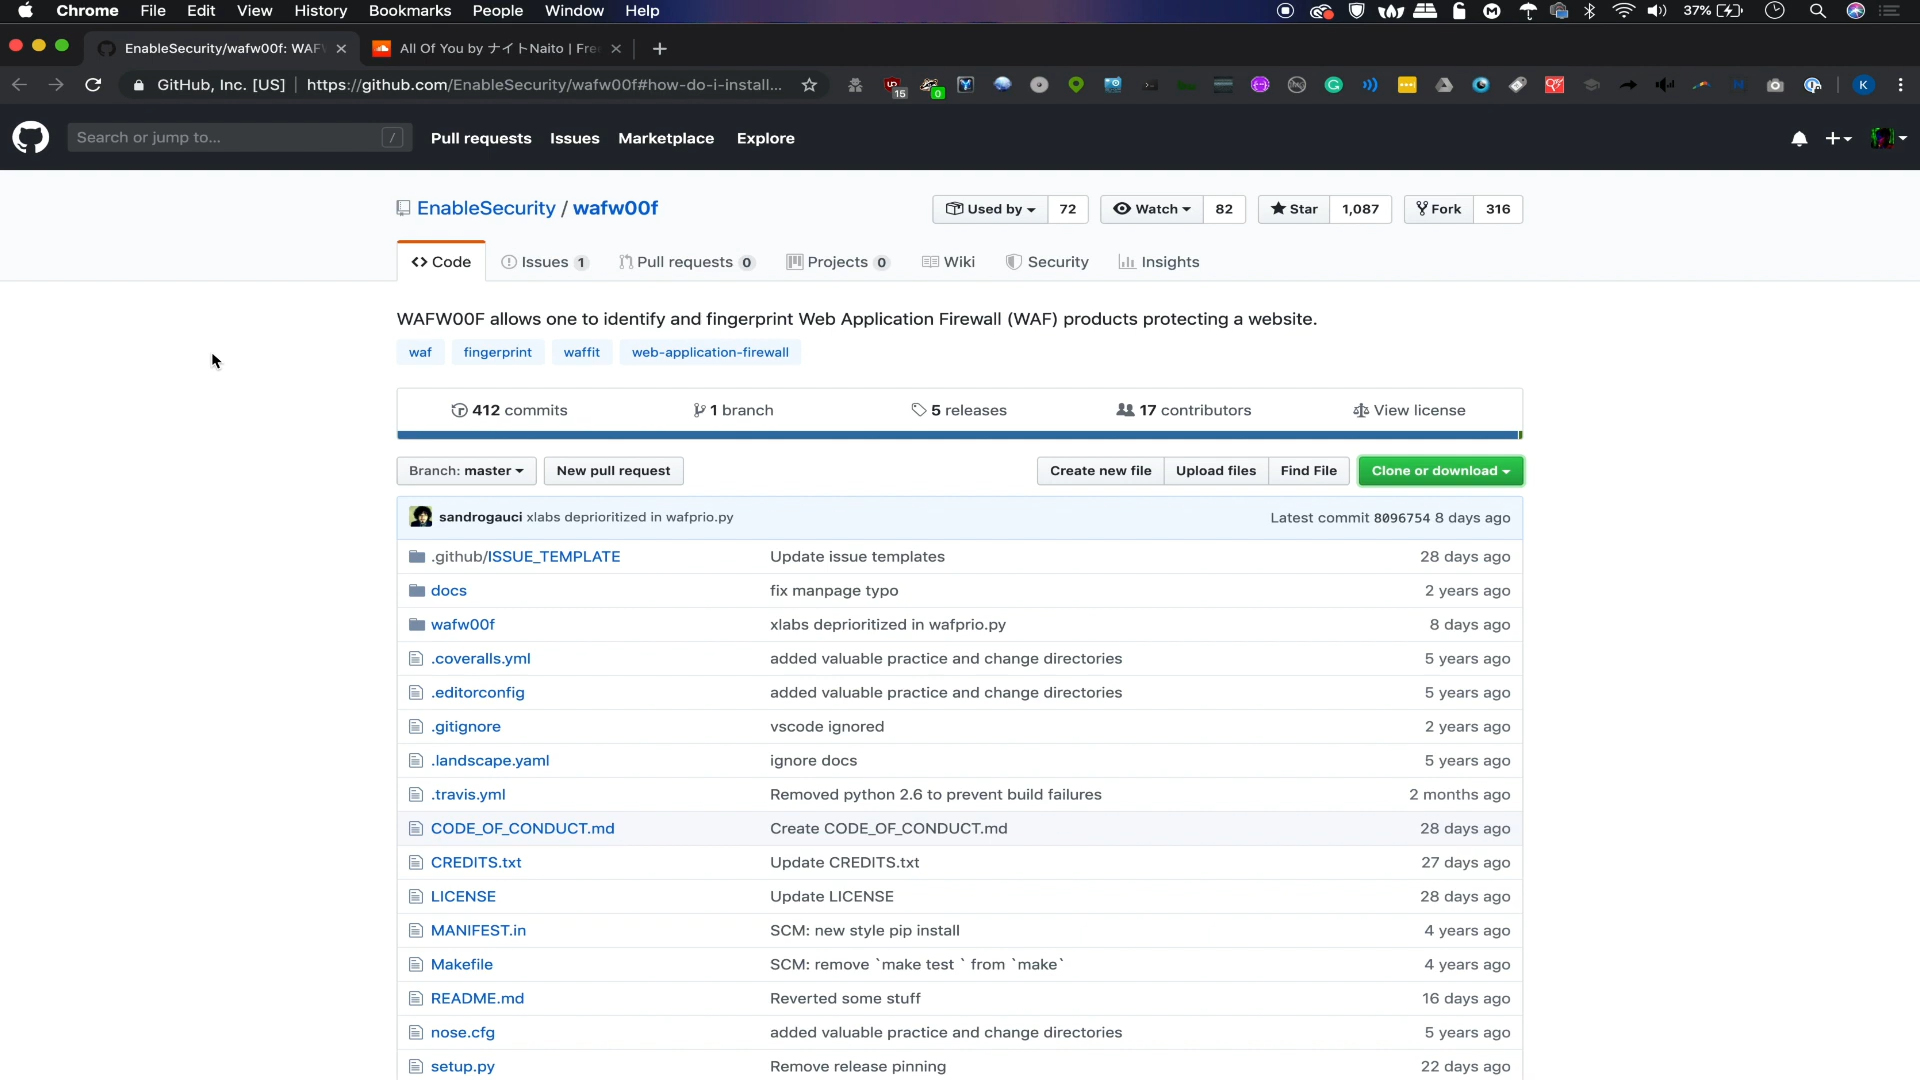 Chrome File Edit View History Bookmarks People Window Help 37%
EnableSecurity/wafw00f: WAF All Of You by ナイトNaito | Fre
GitHub, Inc. [US] | https://github.com/EnableSecurity/wafw00f#how-do-i-install... 15 0 K
Search or jump to... / Pull requests Issues Marketplace Explore
EnableSecurity / wafw00f Used by 72 Watch 82 Star 1,087 Fork 316
Code Issues 1 Pull requests 0 Projects 0 Wiki Security Insights
WAFW00F allows one to identify and fingerprint Web Application Firewall (WAF) products protecting a website.
waf fingerprint waffit web-application-firewall
412 commits 1 branch 5 releases 17 contributors View license
Branch: master New pull request Create new file Upload files Find File Clone or download
sandrogauci xlabs deprioritized in wafprio.py Latest commit 8096754 8 days ago
.github/ISSUE_TEMPLATE Update issue templates 28 days ago
docs fix manpage typo 2 years ago
wafw00f xlabs deprioritized in wafprio.py 8 days ago
.coveralls.yml added valuable practice and change directories 5 years ago
.editorconfig added valuable practice and change directories 5 years ago
.gitignore vscode ignored 2 years ago
.landscape.yaml ignore docs 5 years ago
.travis.yml Removed python 2.6 to prevent build failures 2 months ago
CODE_OF_CONDUCT.md Create CODE_OF_CONDUCT.md 28 days ago
CREDITS.txt Update CREDITS.txt 27 days ago
LICENSE Update LICENSE 28 days ago
MANIFEST.in SCM: new style pip install 4 years ago
Makefile SCM: remove `make test ` from `make` 4 years ago
README.md Reverted some stuff 16 days ago
nose.cfg added valuable practice and change directories 5 years ago
setup.py Remove release pinning 22 days ago